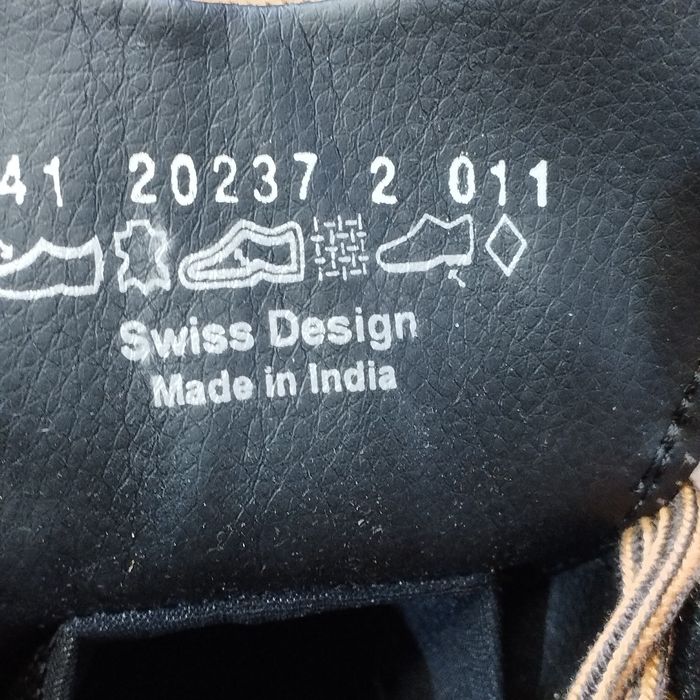 41 20237 2 011
Swiss Design
Made in India